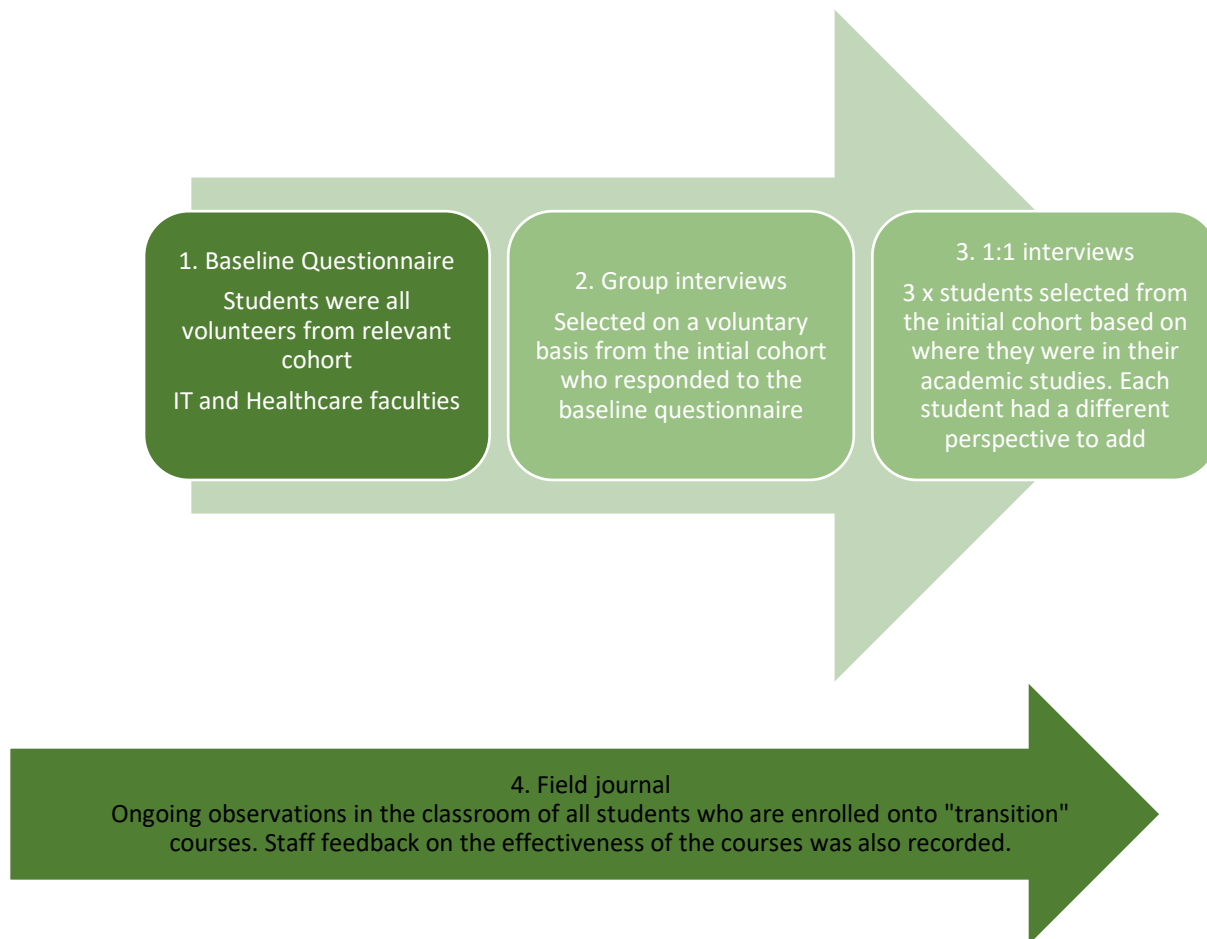 1. Baseline Questionnaire
Students were all
volunteers from relevant
cohort
IT and Healthcare faculties
2. Group interviews
Selected on a voluntary
basis from the intial cohort
who responded to the
baseline questionnaire
3. 1:1 interviews
3 x students selected from
the initial cohort based on
where they were in their
academic studies. Each
student had a different
perspective to add
4. Field journal
Ongoing observations in the classroom of all students who are enrolled onto "transition"
courses. Staff feedback on the effectiveness of the courses was also recorded.